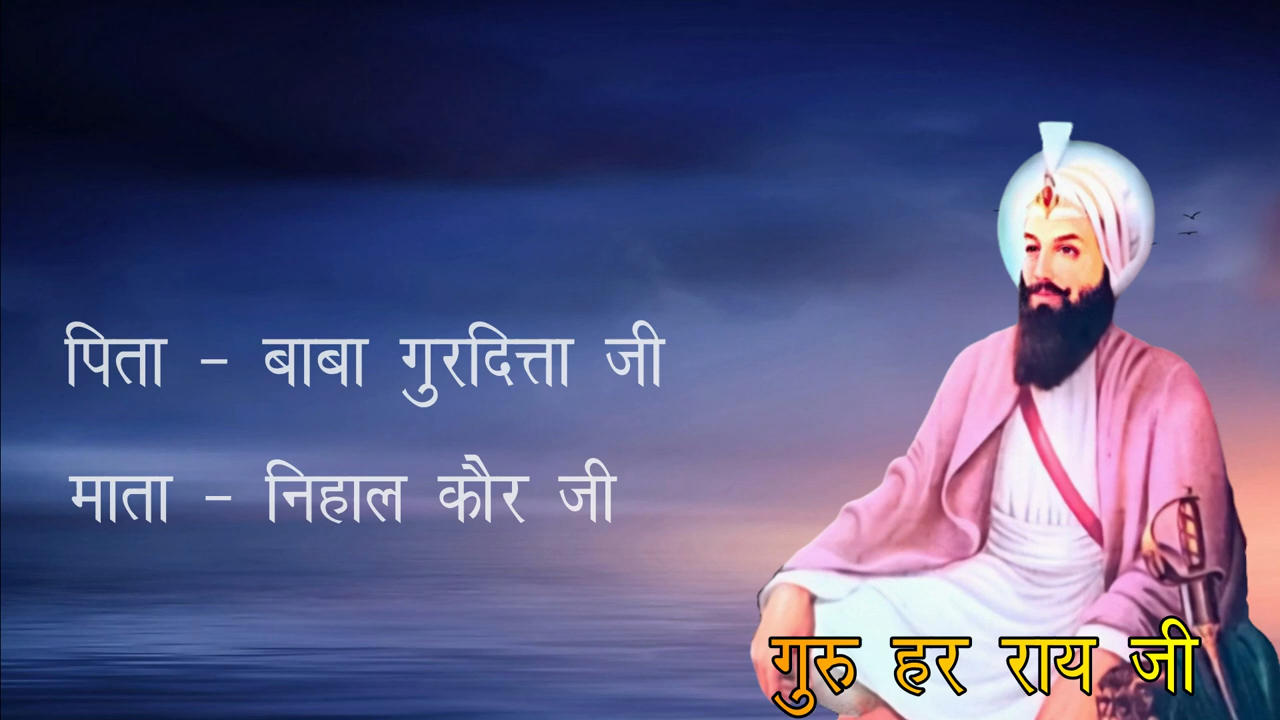 पिता - बाबा गुरदित्ता जी
माता - निहाल कौर जी
गुरु हर राय जी